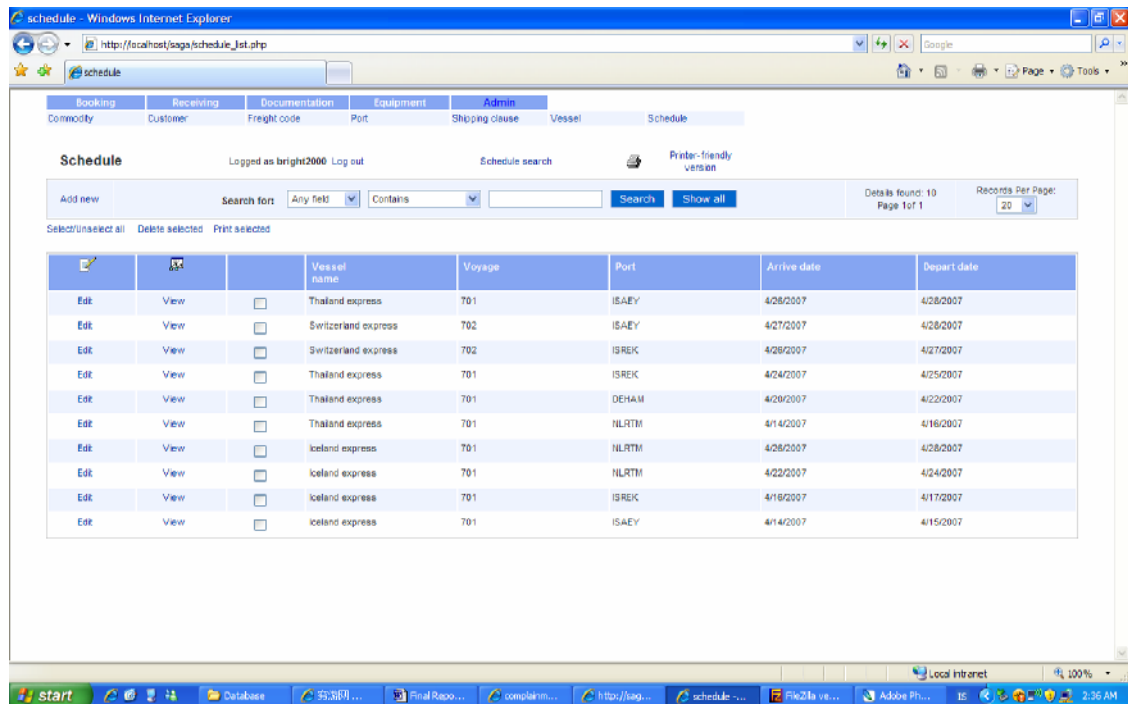 schedule - Windows Internet Explorer
http://localhost/saga/schedule_list.php
Google
schedule
Page Tools
Booking Receiving Documentation Equipment Admin
Commodity Customer Freight code Port Shipping clause Vessel Schedule
Schedule Logged as bright2000 Log out Schedule search Printer-friendly version
Add new Search for: Any field Contains Search Show all Details found: 10 Page 1of 1 Records Per Page: 20
Select/Unselect all Delete selected Print selected
Vessel name Voyage Port Arrive date Depart date
Edit View Thailand express 701 ISAEY 4/26/2007 4/28/2007
Edit View Switzerland express 702 ISAEY 4/27/2007 4/28/2007
Edit View Switzerland express 702 ISREK 4/26/2007 4/27/2007
Edit View Thailand express 701 ISREK 4/24/2007 4/25/2007
Edit View Thailand express 701 DEHAM 4/20/2007 4/22/2007
Edit View Thailand express 701 NLRTM 4/14/2007 4/16/2007
Edit View Iceland express 701 NLRTM 4/26/2007 4/28/2007
Edit View Iceland express 701 NLRTM 4/22/2007 4/24/2007
Edit View Iceland express 701 ISREK 4/16/2007 4/17/2007
Edit View Iceland express 701 ISAEY 4/14/2007 4/15/2007
Local intranet 100%
start Database Final Repo... complainm... http://sag... schedule -... FileZilla ve... Adobe Ph... IS 2:36 AM